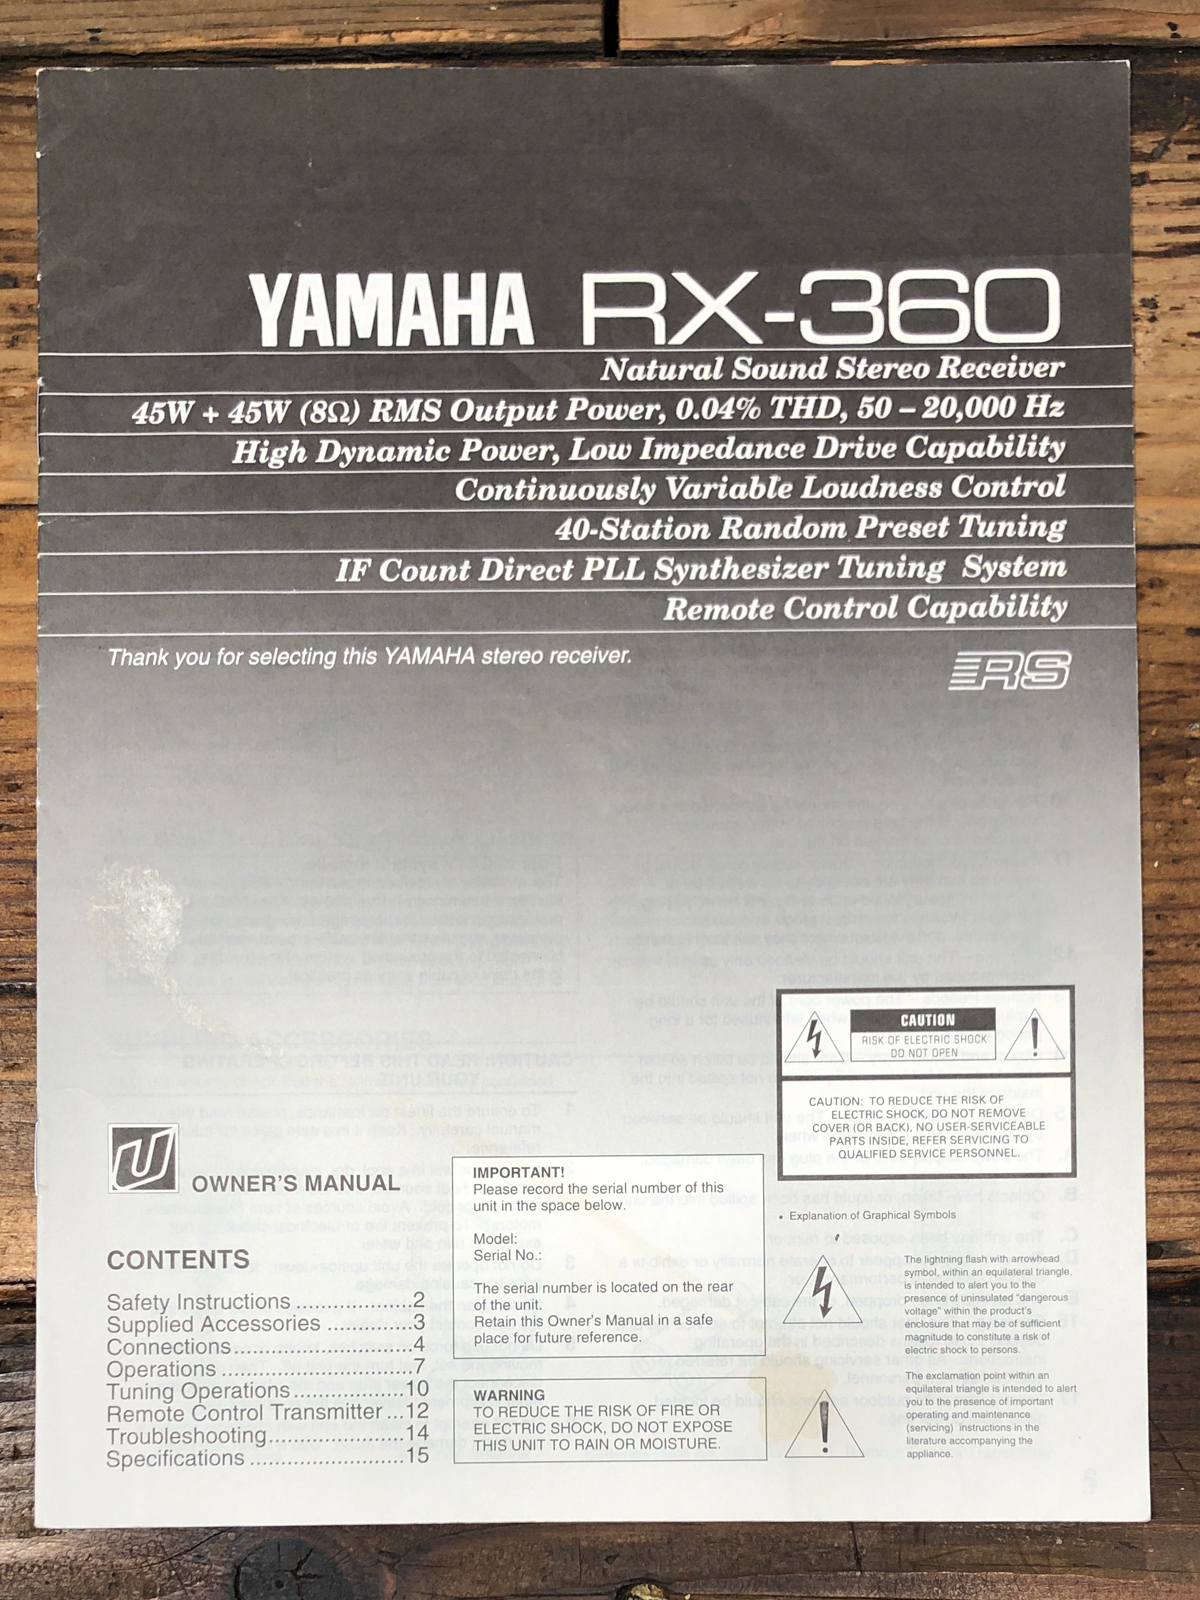 YAMAHA RX-360
Natural Sound Stereo Receiver
45W + 45W (8Ω) RMS Output Power, 0.04% THD, 50 – 20,000 Hz
High Dynamic Power, Low Impedance Drive Capability
Continuously Variable Loudness Control
40-Station Random Preset Tuning
IF Count Direct PLL Synthesizer Tuning System
Remote Control Capability
Thank you for selecting this YAMAHA stereo receiver.
RS
CAUTION
RISK OF ELECTRIC SHOCK
DO NOT OPEN
CAUTION: TO REDUCE THE RISK OF
ELECTRIC SHOCK, DO NOT REMOVE
COVER (OR BACK), NO USER-SERVICEABLE
PARTS INSIDE, REFER SERVICING TO
QUALIFIED SERVICE PERSONNEL.
• Explanation of Graphical Symbols
The lightning flash with arrowhead
symbol, within an equilateral triangle,
is intended to alert you to the
presence of uninsulated "dangerous
voltage" within the product's
enclosure that may be of sufficient
magnitude to constitute a risk of
electric shock to persons.
The exclamation point within an
equilateral triangle is intended to alert
you to the presence of important
operating and maintenance
(servicing) instructions in the
literature accompanying the
appliance.
U OWNER'S MANUAL
CONTENTS
Safety Instructions ..................2
Supplied Accessories .............3
Connections.............................4
Operations ...............................7
Tuning Operations..................10
Remote Control Transmitter...12
Troubleshooting......................14
Specifications .........................15
IMPORTANT!
Please record the serial number of this
unit in the space below.
Model:
Serial No.:
The serial number is located on the rear
of the unit.
Retain this Owner's Manual in a safe
place for future reference.
WARNING
TO REDUCE THE RISK OF FIRE OR
ELECTRIC SHOCK, DO NOT EXPOSE
THIS UNIT TO RAIN OR MOISTURE.